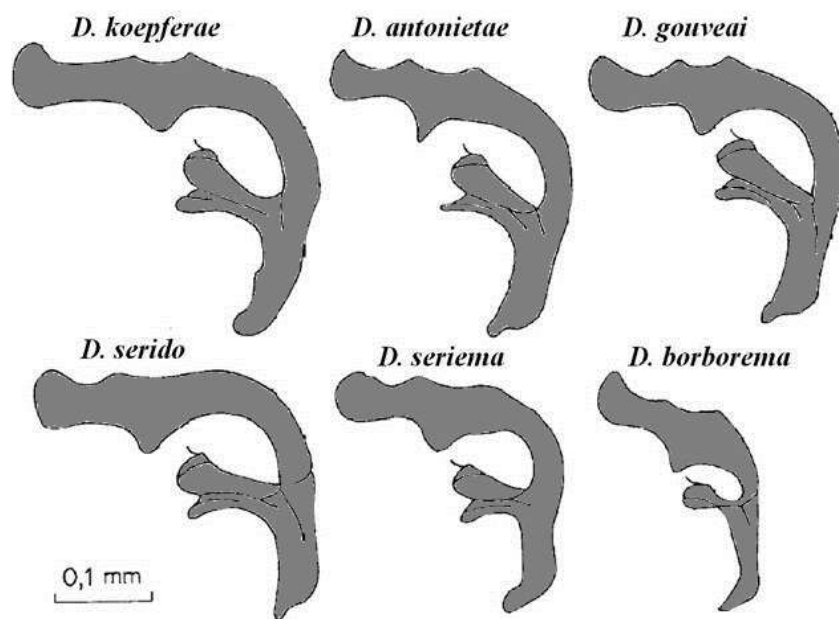 D. koepferae
D. antonietae
D. gouveai
D. serido
D. seriema
D. borborema
0,1 mm